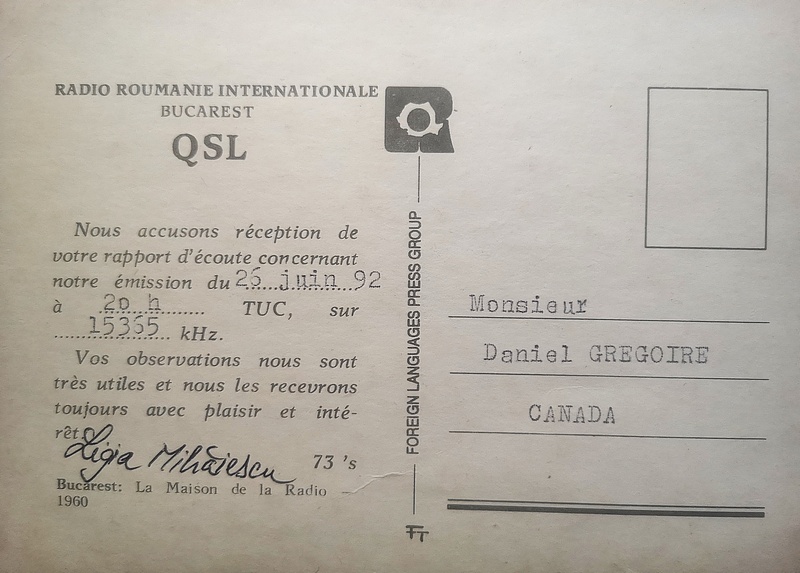 RADIO ROUMANIE INTERNATIONALE
BUCAREST
QSL
Nous accusons réception de
votre rapport d'écoute concernant
notre émission du 26 juin 92
à 20 h TUC, sur
15365 kHz.
Vos observations nous sont
très utiles et nous les recevrons
toujours avec plaisir et inté-
rêt
Ligia Mihăiescu
73 's
Bucarest: La Maison de la Radio –
1960
FOREIGN LANGUAGES PRESS GROUP
Monsieur
Daniel GREGOIRE
CANADA